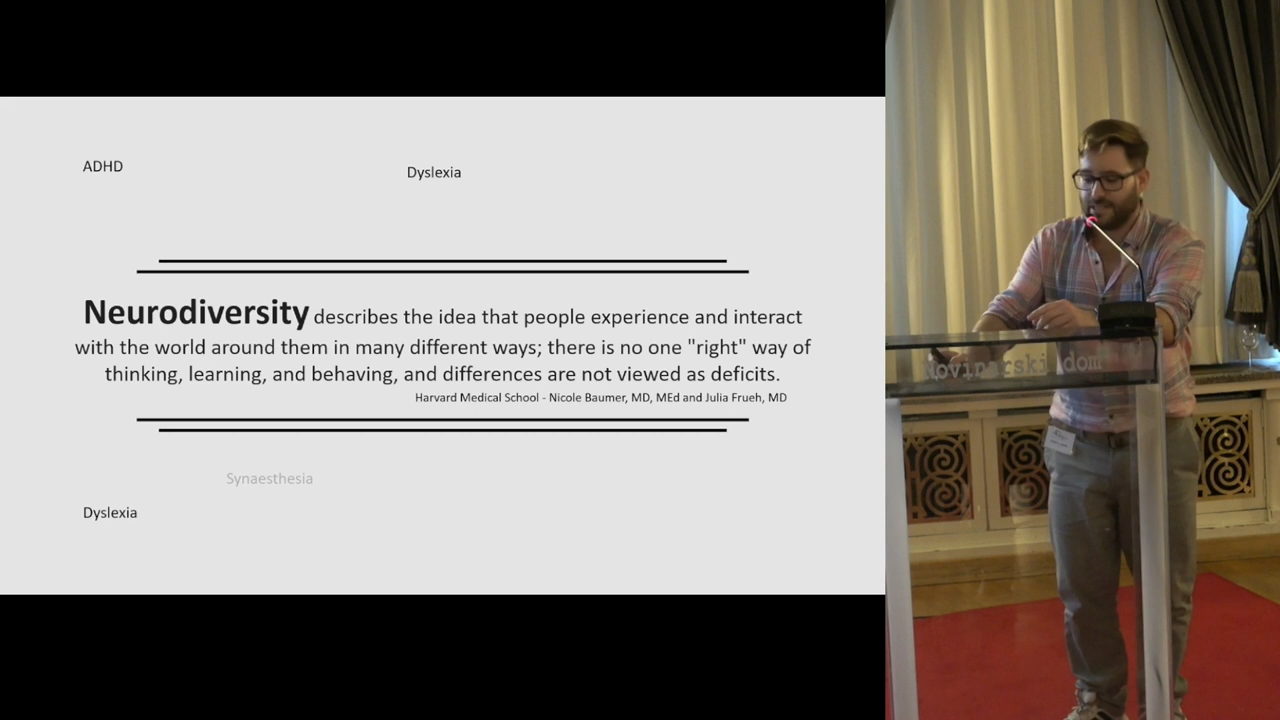 ADHD
Dyslexia
Neurodiversity describes the idea that people experience and interact
with the world around them in many different ways; there is no one "right" way of
thinking, learning, and behaving, and differences are not viewed as deficits.
Harvard Medical School - Nicole Baumer, MD, MEd and Julia Frueh, MD
Synaesthesia
Dyslexia
Novinarski dom